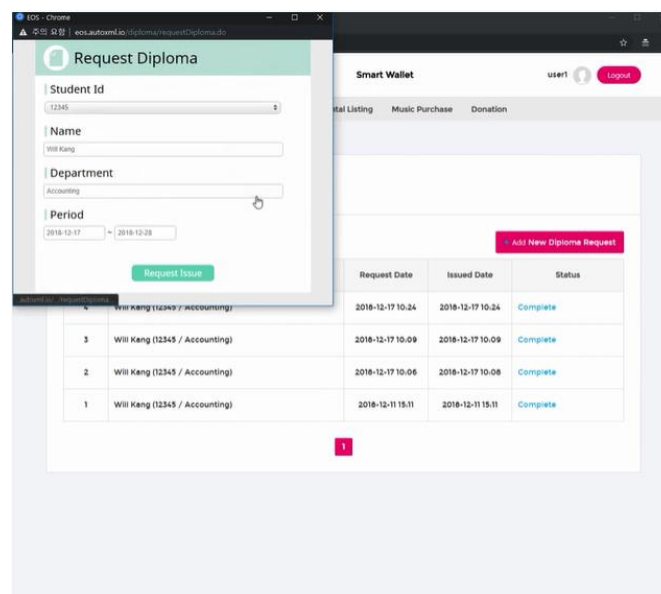 EOS - Chrome
주의 요함 | eos.autoxml.io/diploma/requestDiploma.do
Request Diploma
Student Id
12345
Name
Will Kang
Department
Accounting
Period
2018-12-17 ~ 2018-12-28
Request Issue
Smart Wallet
user1
Logout
ntal Listing Music Purchase Donation
+ Add New Diploma Request
Request Date Issued Date Status
4 Will Kang (12345 / Accounting) 2018-12-17 10:24 2018-12-17 10:24 Complete
3 Will Kang (12345 / Accounting) 2018-12-17 10:09 2018-12-17 10:09 Complete
2 Will Kang (12345 / Accounting) 2018-12-17 10:06 2018-12-17 10:08 Complete
1 Will Kang (12345 / Accounting) 2018-12-11 15:11 2018-12-11 15:11 Complete
1